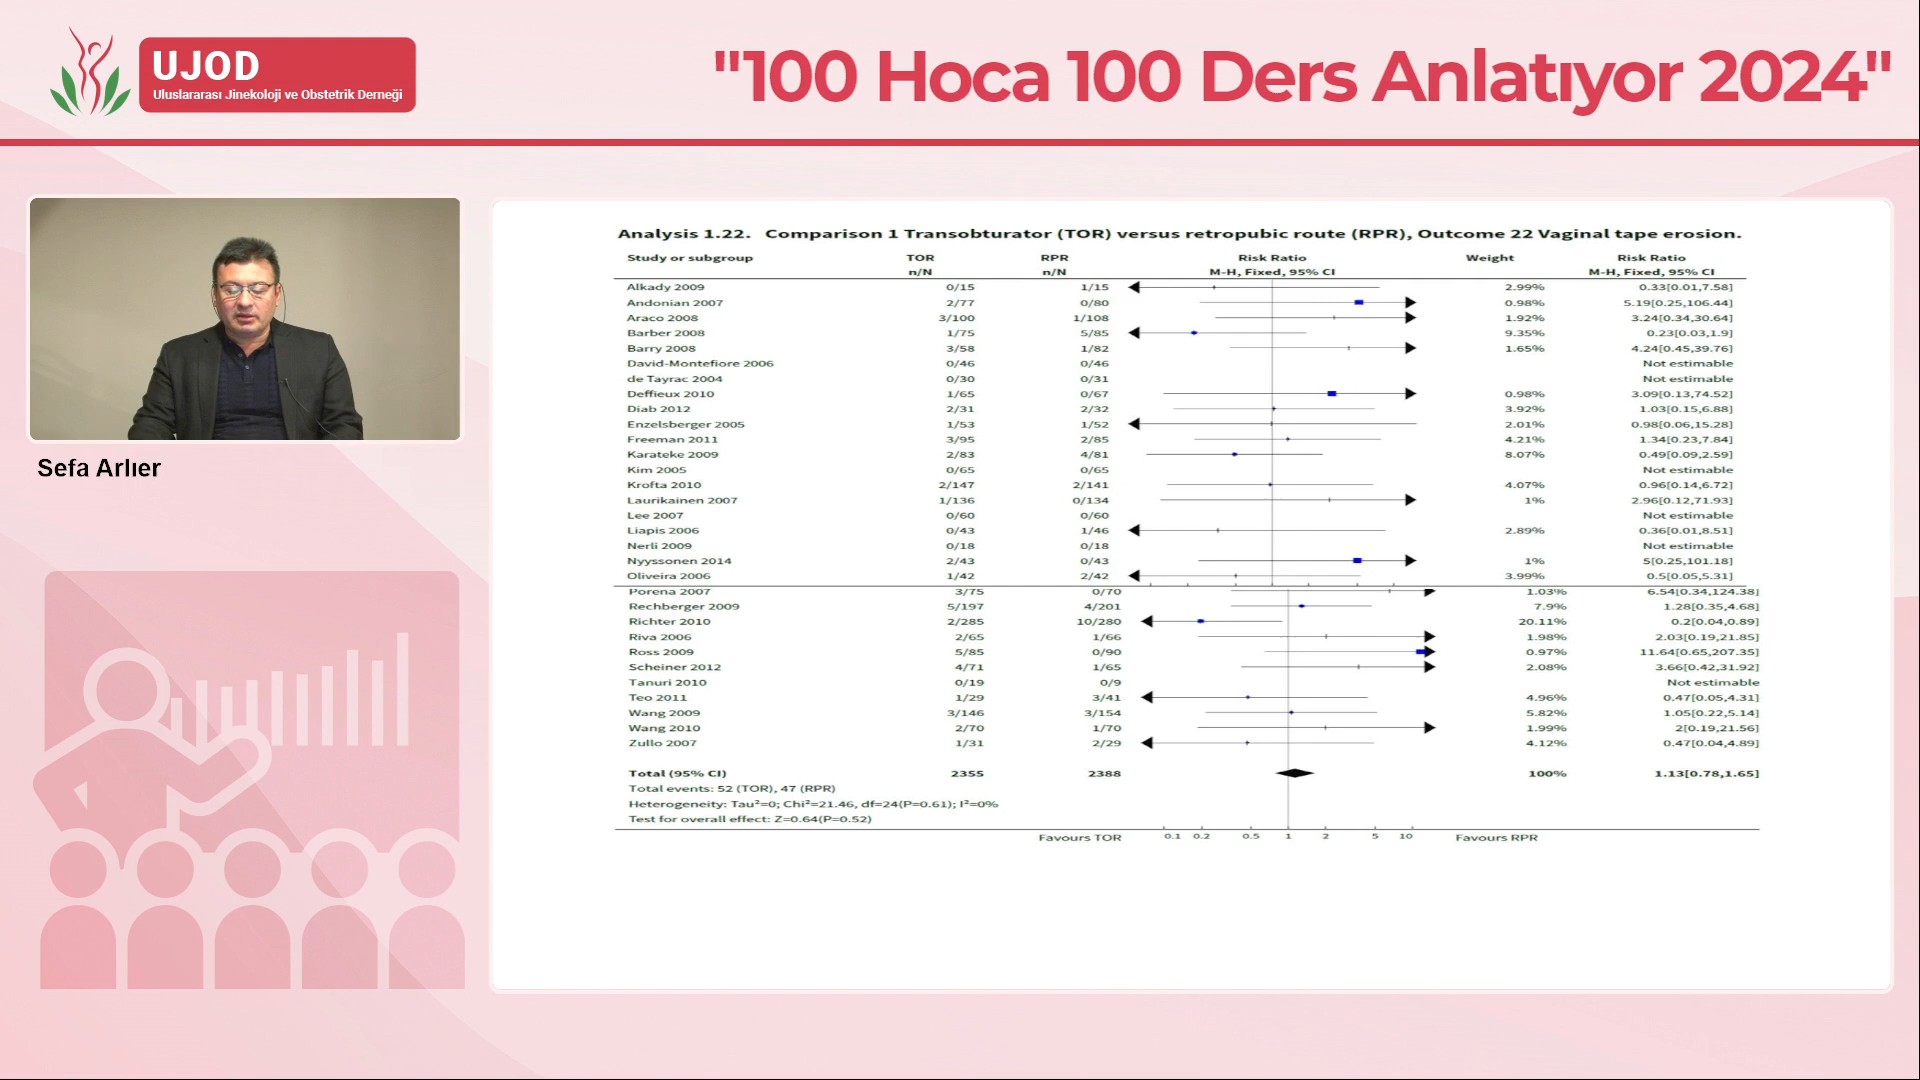 UJOD
Uluslararası Jinekoloji ve Obstetrik Derneği
"100 Hoca 100 Ders Anlatıyor 2024"
Sefa Arlıer
Analysis 1.22. Comparison 1 Transobturator (TOR) versus retropubic route (RPR), Outcome 22 Vaginal tape erosion.
Study or subgroup TOR RPR Risk Ratio Weight Risk Ratio
n/N n/N M-H, Fixed, 95% CI M-H, Fixed, 95% CI
Alkady 2009 0/15 1/15 2.99% 0.33[0.01,7.58]
Andonian 2007 2/77 0/80 0.98% 5.19[0.25,106.44]
Araco 2008 3/100 1/108 1.92% 3.24[0.34,30.64]
Barber 2008 1/75 5/85 9.35% 0.23[0.03,1.9]
Barry 2008 3/58 1/82 1.65% 4.24[0.45,39.76]
David-Montefiore 2006 0/46 0/46 Not estimable
de Tayrac 2004 0/30 0/31 Not estimable
Deffieux 2010 1/65 0/67 0.98% 3.09[0.13,74.52]
Diab 2012 2/31 2/32 3.92% 1.03[0.15,6.88]
Enzelsberger 2005 1/53 1/52 2.01% 0.98[0.06,15.28]
Freeman 2011 3/95 2/85 4.21% 1.34[0.23,7.84]
Karateke 2009 2/83 4/81 8.07% 0.49[0.09,2.59]
Kim 2005 0/65 0/65 Not estimable
Krofta 2010 2/147 2/141 4.07% 0.96[0.14,6.72]
Laurikainen 2007 1/136 0/134 1% 2.96[0.12,71.93]
Lee 2007 0/60 0/60 Not estimable
Liapis 2006 0/43 1/46 2.89% 0.36[0.01,8.51]
Nerli 2009 0/18 0/18 Not estimable
Nyyssonen 2014 2/43 0/43 1% 5[0.25,101.18]
Oliveira 2006 1/42 2/42 3.99% 0.5[0.05,5.31]
Porena 2007 3/75 0/70 1.03% 6.54[0.34,124.38]
Rechberger 2009 5/197 4/201 7.9% 1.28[0.35,4.68]
Richter 2010 2/285 10/280 20.11% 0.2[0.04,0.89]
Riva 2006 2/65 1/66 1.98% 2.03[0.19,21.85]
Ross 2009 5/85 0/90 0.97% 11.64[0.65,207.35]
Scheiner 2012 4/71 1/65 2.08% 3.66[0.42,31.92]
Tanuri 2010 0/19 0/9 Not estimable
Teo 2011 1/29 3/41 4.96% 0.47[0.05,4.31]
Wang 2009 3/146 3/154 5.82% 1.05[0.22,5.14]
Wang 2010 2/70 1/70 1.99% 2[0.19,21.56]
Zullo 2007 1/31 2/29 4.12% 0.47[0.04,4.89]
Total (95% CI) 2355 2388 100% 1.13[0.78,1.65]
Total events: 52 (TOR), 47 (RPR)
Heterogeneity: Tau²=0; Chi²=21.46, df=24(P=0.61); I²=0%
Test for overall effect: Z=0.64(P=0.52)
Favours TOR 0.1 0.2 0.5 1 2 5 10 Favours RPR